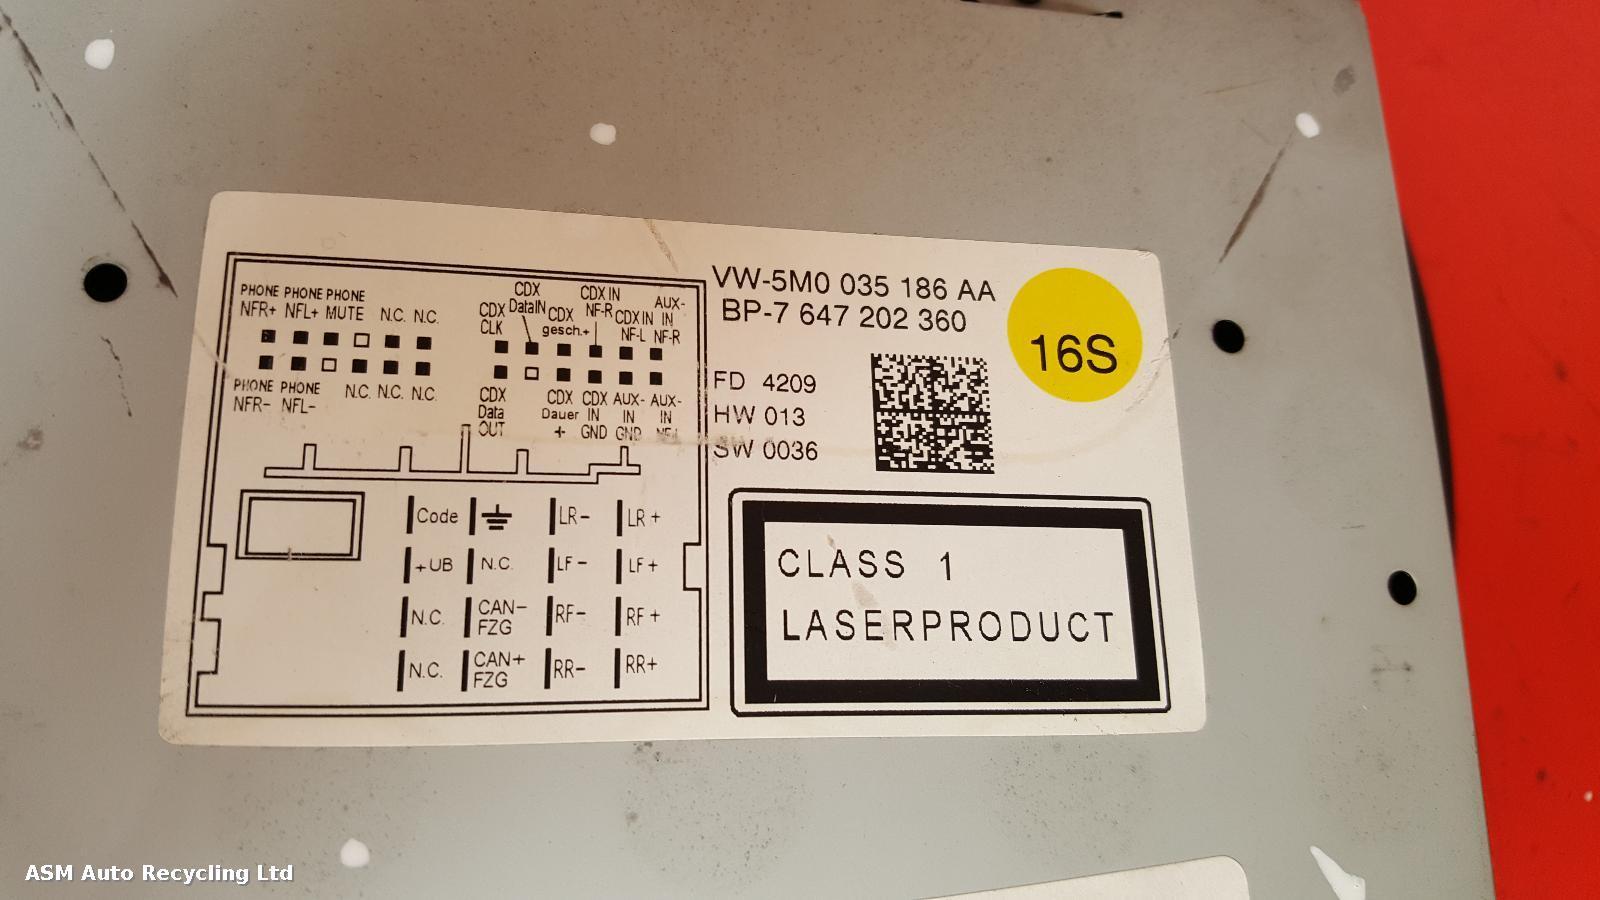 PHONE PHONE PHONE
NFR+ NFL+ MUTE N.C. N.C.
PHONE PHONE
NFR- NFL- N.C. N.C. N.C.
CDX
CLK
CDX
DataIN
CDX
gesch.+
CDX IN
NF-R
CDX IN
NF-L
AUX-
IN
NF-R
CDX
Data
OUT
CDX
Dauer
+
CDX
IN
GND
AUX-
IN
GND
AUX-
IN
NF-L
Code LR- LR+
+UB N.C. LF- LF+
N.C. CAN-
FZG RF- RF+
N.C. CAN+
FZG RR- RR+
VW-5M0 035 186 AA
BP-7 647 202 360
16S
FD 4209
HW 013
SW 0036
CLASS 1
LASERPRODUCT
ASM Auto Recycling Ltd